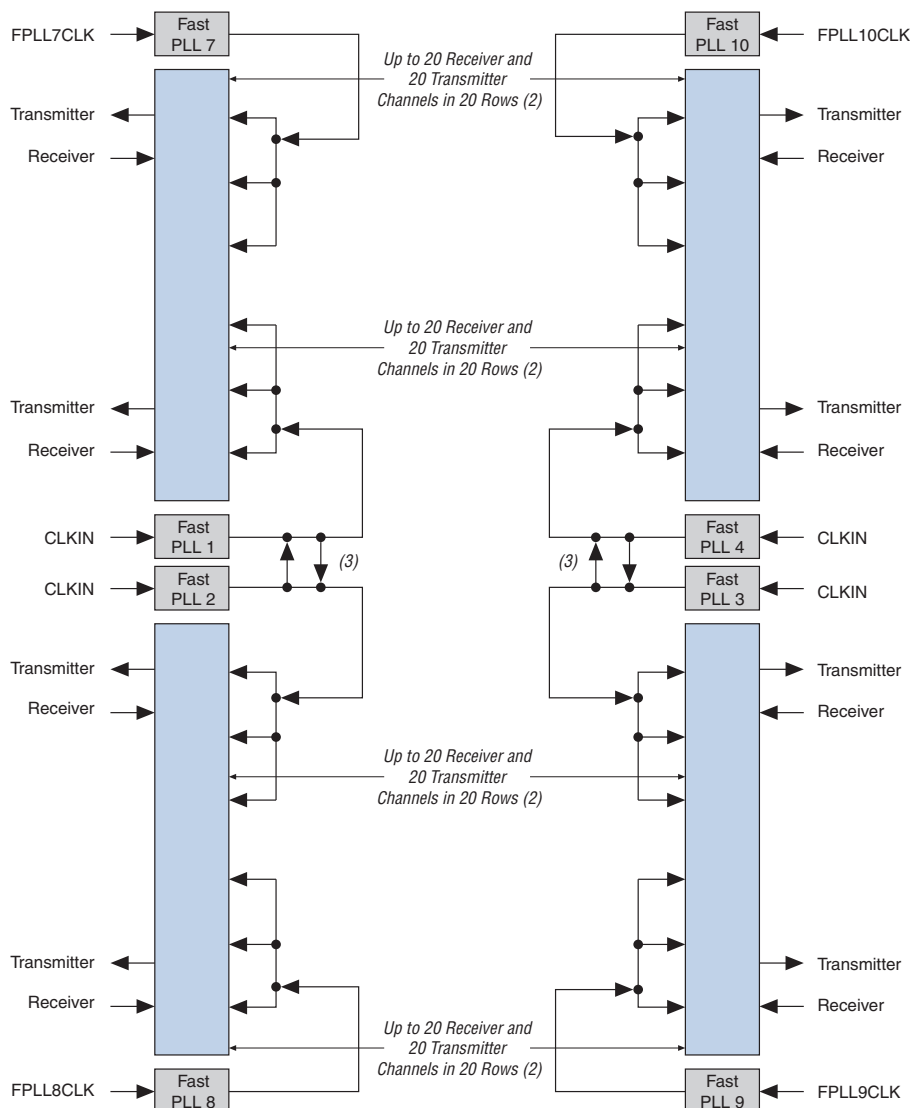 FPLL7CLK
Fast
PLL 7
Up to 20 Receiver and
20 Transmitter
Channels in 20 Rows (2)
Fast
PLL 10
FPLL10CLK
Transmitter
Receiver
Transmitter
Receiver
Up to 20 Receiver and
20 Transmitter
Channels in 20 Rows (2)
Transmitter
Receiver
Transmitter
Receiver
CLKIN
Fast
PLL 1
(3)
(3)
Fast
PLL 4
CLKIN
CLKIN
Fast
PLL 2
Fast
PLL 3
CLKIN
Transmitter
Receiver
Transmitter
Receiver
Up to 20 Receiver and
20 Transmitter
Channels in 20 Rows (2)
Transmitter
Receiver
Transmitter
Receiver
Up to 20 Receiver and
20 Transmitter
Channels in 20 Rows (2)
FPLL8CLK
Fast
PLL 8
Fast
PLL 9
FPLL9CLK